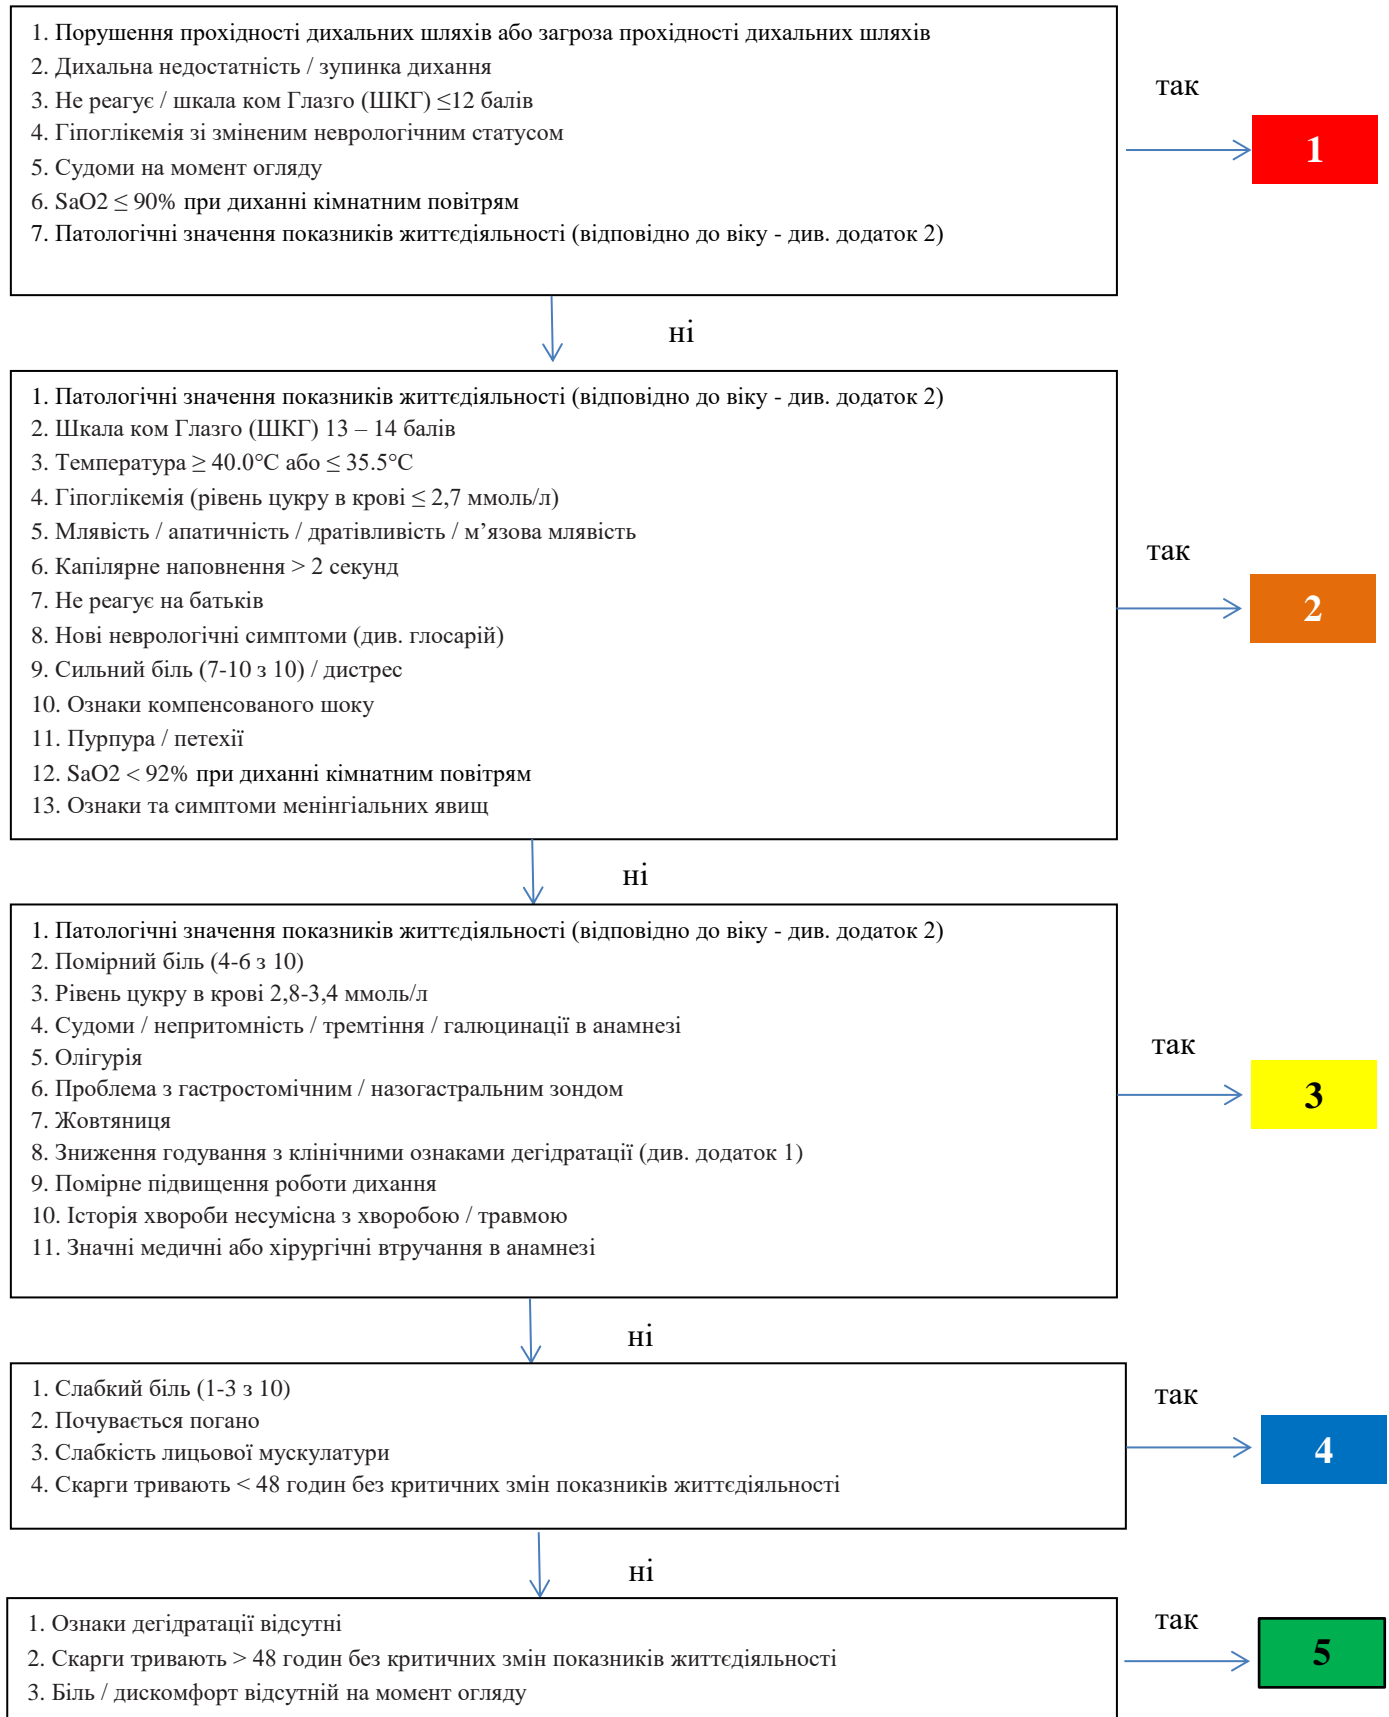 1. Порушення прохідності дихальних шляхів або загроза прохідності дихальних шляхів
2. Дихальна недостатність / зупинка дихання
3. Не реагує / шкала ком Глазго (ШКГ) ≤12 балів
4. Гіпоглікемія зі зміненим неврологічним статусом
5. Судоми на момент огляду
6. SaO2 ≤ 90% при диханні кімнатним повітрям
7. Патологічні значення показників життєдіяльності (відповідно до віку - див. додаток 2)
так
1
ні
1. Патологічні значення показників життєдіяльності (відповідно до віку - див. додаток 2)
2. Шкала ком Глазго (ШКГ) 13 – 14 балів
3. Температура ≥ 40.0°C або ≤ 35.5°C
4. Гіпоглікемія (рівень цукру в крові ≤ 2,7 ммоль/л)
5. Млявість / апатичність / дратівливість / м’язова млявість
6. Капілярне наповнення > 2 секунд
7. Не реагує на батьків
8. Нові неврологічні симптоми (див. глосарій)
9. Сильний біль (7-10 з 10) / дистрес
10. Ознаки компенсованого шоку
11. Пурпура / петехії
12. SaO2 < 92% при диханні кімнатним повітрям
13. Ознаки та симптоми менінгіальних явищ
так
2
ні
1. Патологічні значення показників життєдіяльності (відповідно до віку - див. додаток 2)
2. Помірний біль (4-6 з 10)
3. Рівень цукру в крові 2,8-3,4 ммоль/л
4. Судоми / непритомність / тремтіння / галюцинації в анамнезі
5. Олігурія
6. Проблема з гастростомічним / назогастральним зондом
7. Жовтяниця
8. Зниження годування з клінічними ознаками дегідратації (див. додаток 1)
9. Помірне підвищення роботи дихання
10. Історія хвороби несумісна з хворобою / травмою
11. Значні медичні або хірургічні втручання в анамнезі
так
3
ні
1. Слабкий біль (1-3 з 10)
2. Почувається погано
3. Слабкість лицьової мускулатури
4. Скарги тривають < 48 годин без критичних змін показників життєдіяльності
так
4
ні
1. Ознаки дегідратації відсутні
2. Скарги тривають > 48 годин без критичних змін показників життєдіяльності
3. Біль / дискомфорт відсутній на момент огляду
так
5